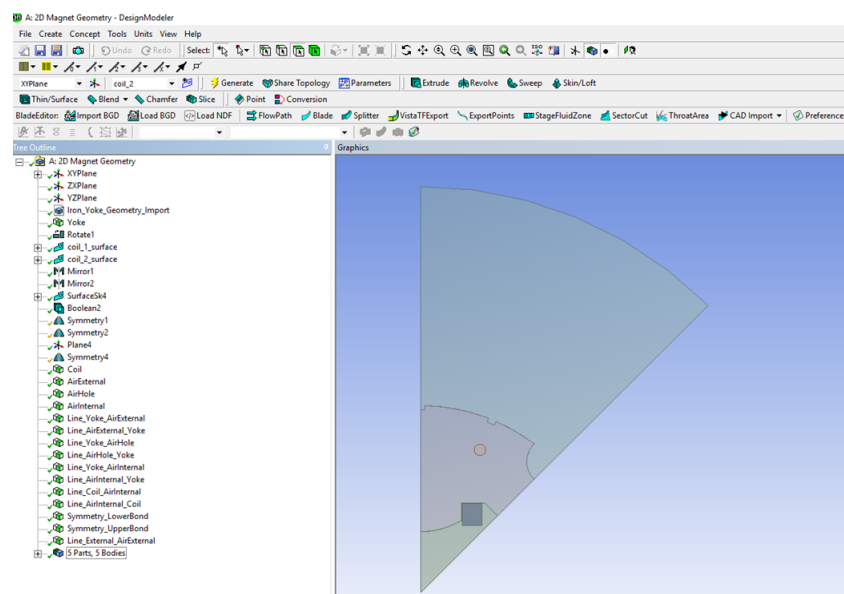 A: 2D Magnet Geometry - DesignModeler
File Create Concept Tools Units View Help
Undo Redo Select:
XYPlane coil_2 Generate Share Topology Parameters Extrude Revolve Sweep Skin/Loft
Thin/Surface Blend Chamfer Slice Point Conversion
BladeEditor: Import BGD Load BGD Load NDF FlowPath Blade Splitter VistaTFExport ExportPoints StageFluidZone SectorCut ThroatArea CAD Import Preference
Tree Outline
Graphics
A: 2D Magnet Geometry
XYPlane
ZXPlane
YZPlane
Iron_Yoke_Geometry_Import
Yoke
Rotate1
coil_1_surface
coil_2_surface
Mirror1
Mirror2
SurfaceSk4
Boolean2
Symmetry1
Symmetry2
Plane4
Symmetry4
Coil
AirExternal
AirHole
AirInternal
Line_Yoke_AirExternal
Line_AirExternal_Yoke
Line_Yoke_AirHole
Line_AirHole_Yoke
Line_Yoke_AirInternal
Line_AirInternal_Yoke
Line_Coil_AirInternal
Line_AirInternal_Coil
Symmetry_LowerBond
Symmetry_UpperBond
Line_External_AirExternal
5 Parts, 5 Bodies